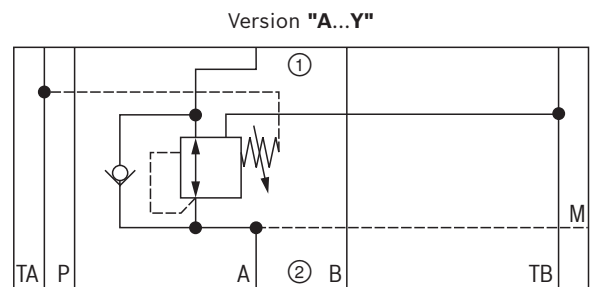 Version "A...Y"
①
M
TA P A ② B TB